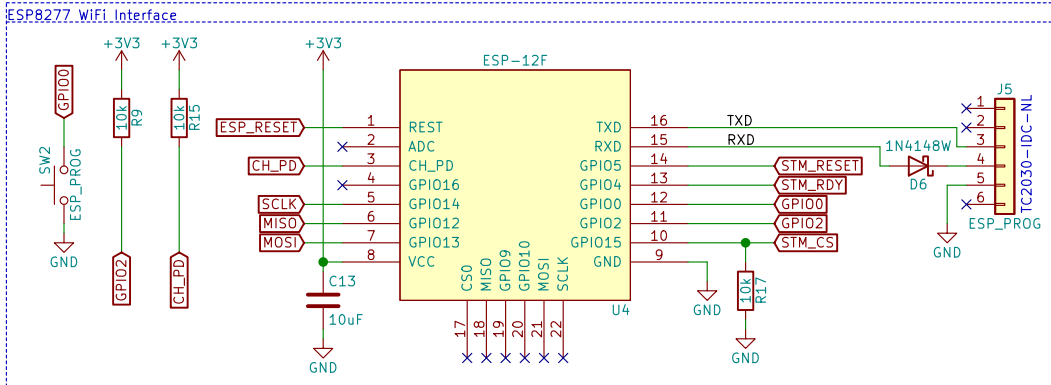 ESP8277 WiFi Interface
+3V3
+3V3
+3V3
GPIO0
SW2
ESP_PROG
GND
10k
R9
GPIO2
10k
R15
CH_PD
ESP-12F
ESP_RESET
1
REST
2
ADC
CH_PD
3
CH_PD
4
GPIO16
SCLK
5
GPIO14
MISO
6
GPIO12
MOSI
7
GPIO13
8
VCC
C13
10uF
GND
TXD
16
TXD
RXD
15
RXD
GPIO5
14
STM_RESET
GPIO4
13
STM_RDY
GPIO0
12
GPIO0
GPIO2
11
GPIO2
GPIO15
10
STM_CS
GND
9
GND
CS0
MISO
GPIO9
GPIO10
MOSI
SCLK
17
18
19
20
21
22
U4
10k
R17
GND
1N4148W
D6
J5
1
2
3
4
5
6
TC2030-IDC-NL
ESP_PROG
GND